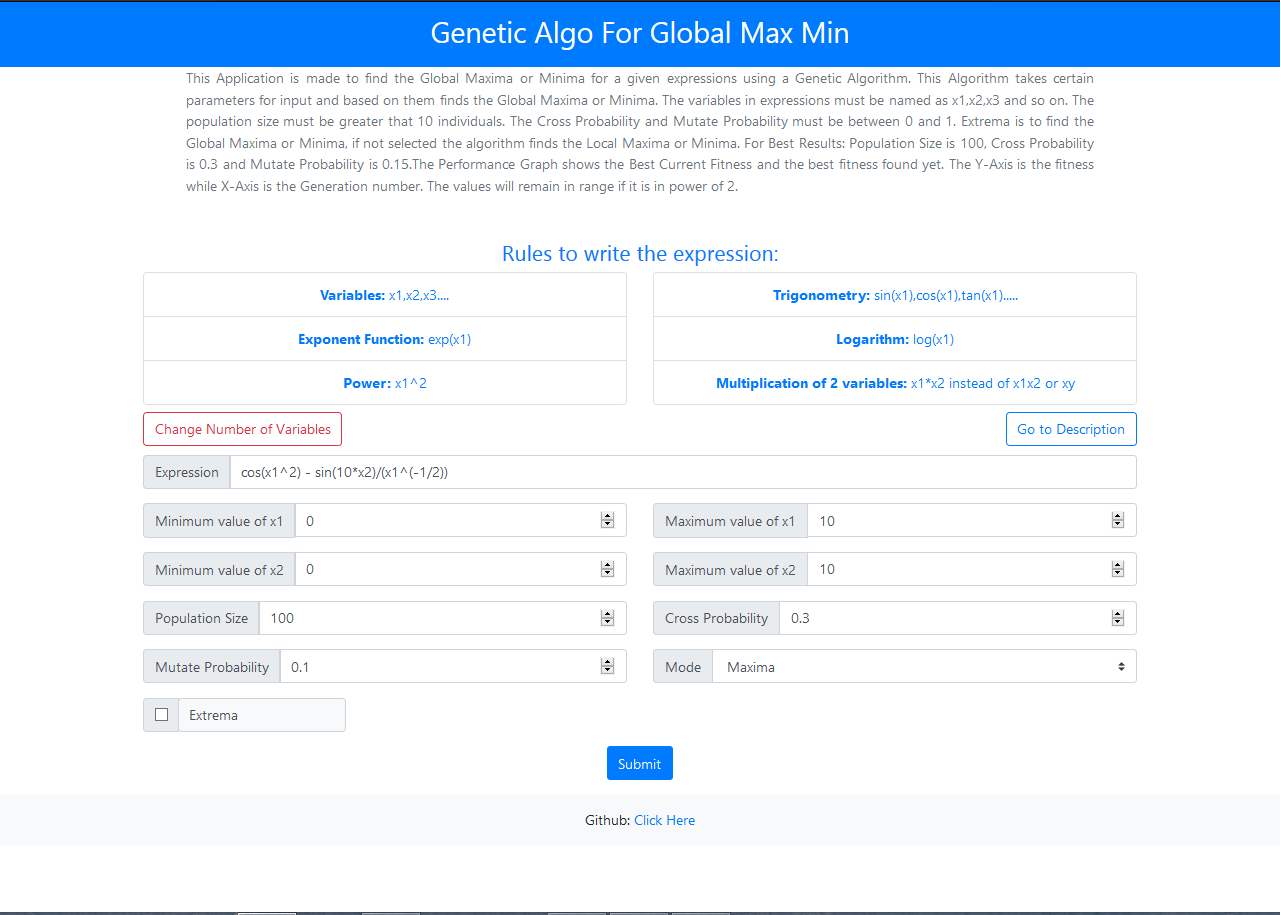 Genetic Algo For Global Max Min
This Application is made to find the Global Maxima or Minima for a given expressions using a Genetic Algorithm. This Algorithm takes certain
parameters for input and based on them finds the Global Maxima or Minima. The variables in expressions must be named as x1,x2,x3 and so on. The
population size must be greater that 10 individuals. The Cross Probability and Mutate Probability must be between 0 and 1. Extrema is to find the
Global Maxima or Minima, if not selected the algorithm finds the Local Maxima or Minima. For Best Results: Population Size is 100, Cross Probability
is 0.3 and Mutate Probability is 0.15.The Performance Graph shows the Best Current Fitness and the best fitness found yet. The Y-Axis is the fitness
while X-Axis is the Generation number. The values will remain in range if it is in power of 2.
Rules to write the expression:
Variables: x1,x2,x3....
Trigonometry: sin(x1),cos(x1),tan(x1).....
Exponent Function: exp(x1)
Logarithm: log(x1)
Power: x1^2
Multiplication of 2 variables: x1*x2 instead of x1x2 or xy
Change Number of Variables
Go to Description
Expression cos(x1^2) - sin(10*x2)/(x1^(-1/2))
Minimum value of x1 0
Maximum value of x1 10
Minimum value of x2 0
Maximum value of x2 10
Population Size 100
Cross Probability 0.3
Mutate Probability 0.1
Mode Maxima
Extrema
Submit
Github: Click Here